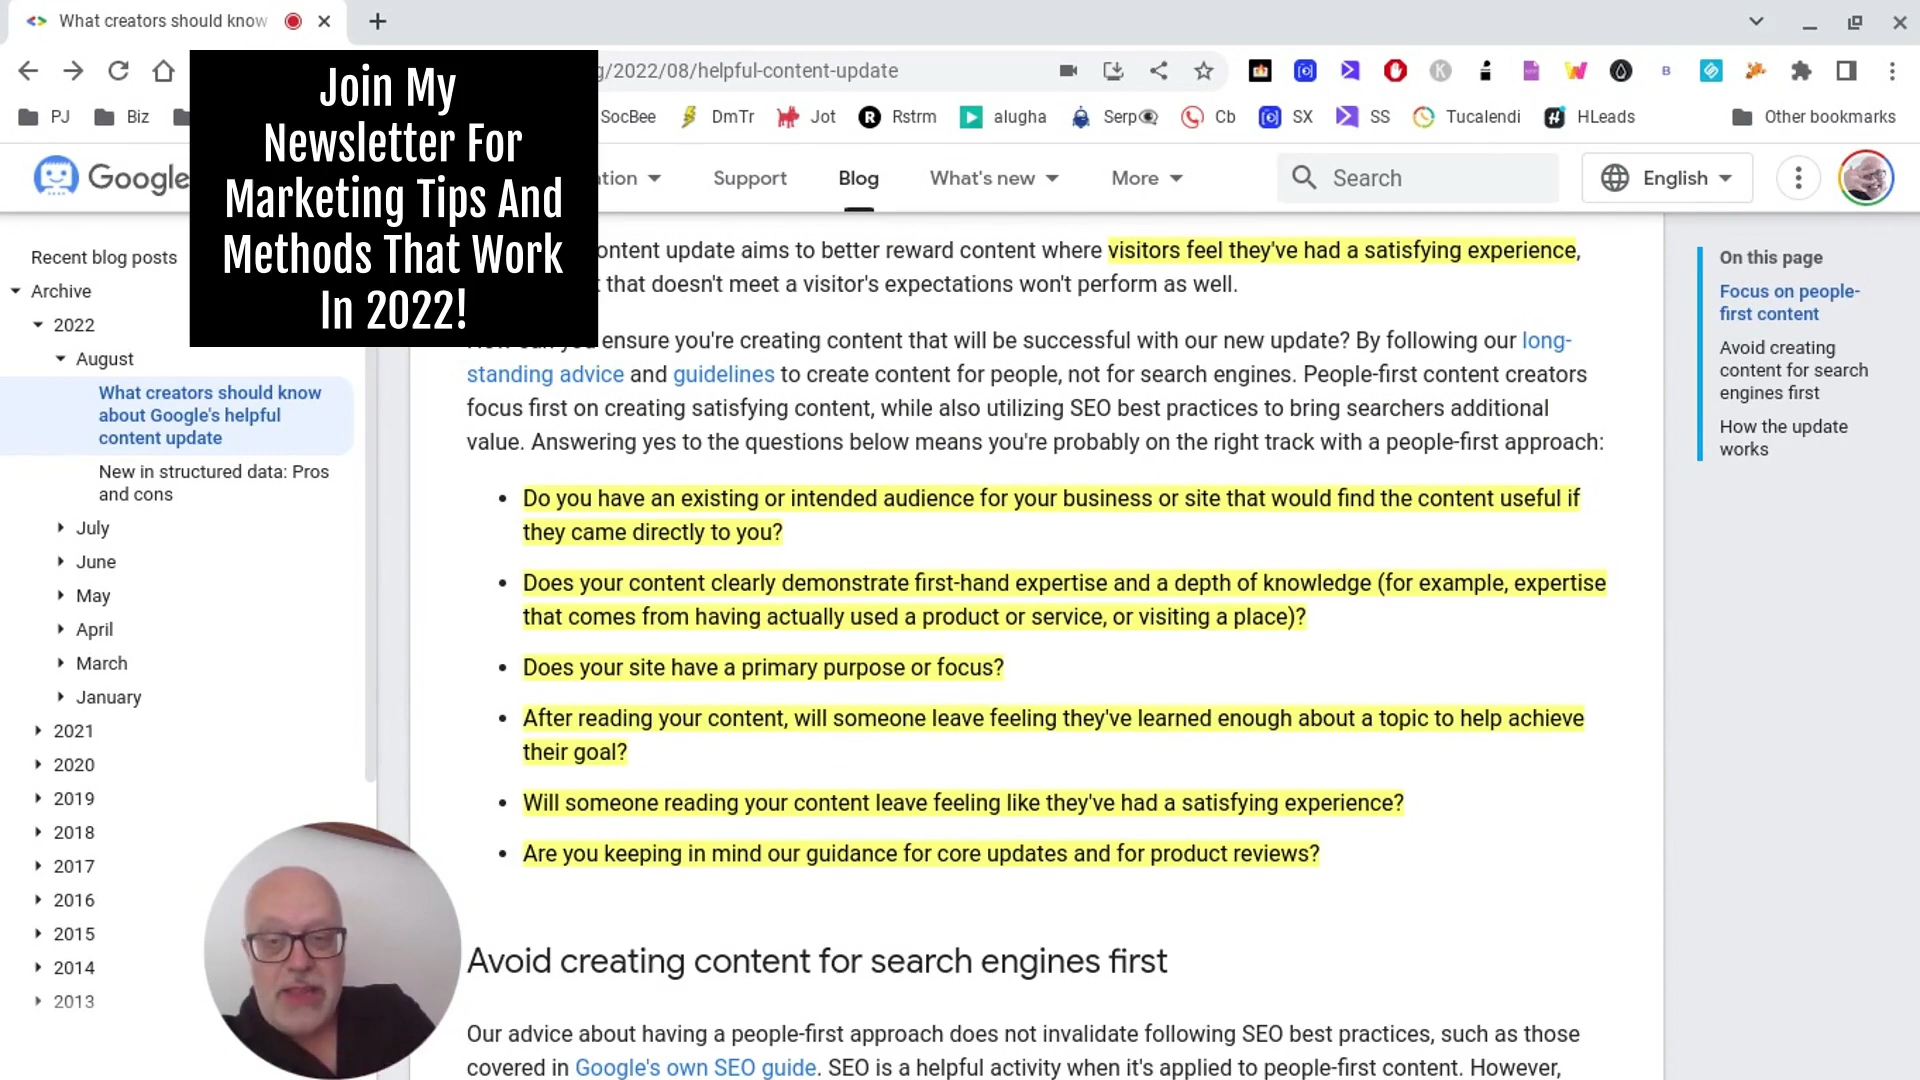 What creators should know
g/2022/08/helpful-content-update
PJ
Biz
SocBee
DmTr
Jot
Rstrm
alugha
Serp
Cb
SX
SS
Tucalendi
HLeads
Other bookmarks
Join My
Newsletter For
Marketing Tips And
Methods That Work
In 2022!
Google
Support
Blog
What's new
More
Search
English
Recent blog posts
Archive
2022
August
What creators should know
about Google's helpful
content update
New in structured data: Pros
and cons
July
June
May
April
March
January
2021
2020
2019
2018
2017
2016
2015
2014
2013
content update aims to better reward content where visitors feel they've had a satisfying experience,
that doesn't meet a visitor's expectations won't perform as well.
How can you ensure you're creating content that will be successful with our new update? By following our long-
standing advice and guidelines to create content for people, not for search engines. People-first content creators
focus first on creating satisfying content, while also utilizing SEO best practices to bring searchers additional
value. Answering yes to the questions below means you're probably on the right track with a people-first approach:
• Do you have an existing or intended audience for your business or site that would find the content useful if
they came directly to you?
• Does your content clearly demonstrate first-hand expertise and a depth of knowledge (for example, expertise
that comes from having actually used a product or service, or visiting a place)?
• Does your site have a primary purpose or focus?
• After reading your content, will someone leave feeling they've learned enough about a topic to help achieve
their goal?
• Will someone reading your content leave feeling like they've had a satisfying experience?
• Are you keeping in mind our guidance for core updates and for product reviews?
Avoid creating content for search engines first
Our advice about having a people-first approach does not invalidate following SEO best practices, such as those
covered in Google's own SEO guide. SEO is a helpful activity when it's applied to people-first content. However,
On this page
Focus on people-
first content
Avoid creating
content for search
engines first
How the update
works